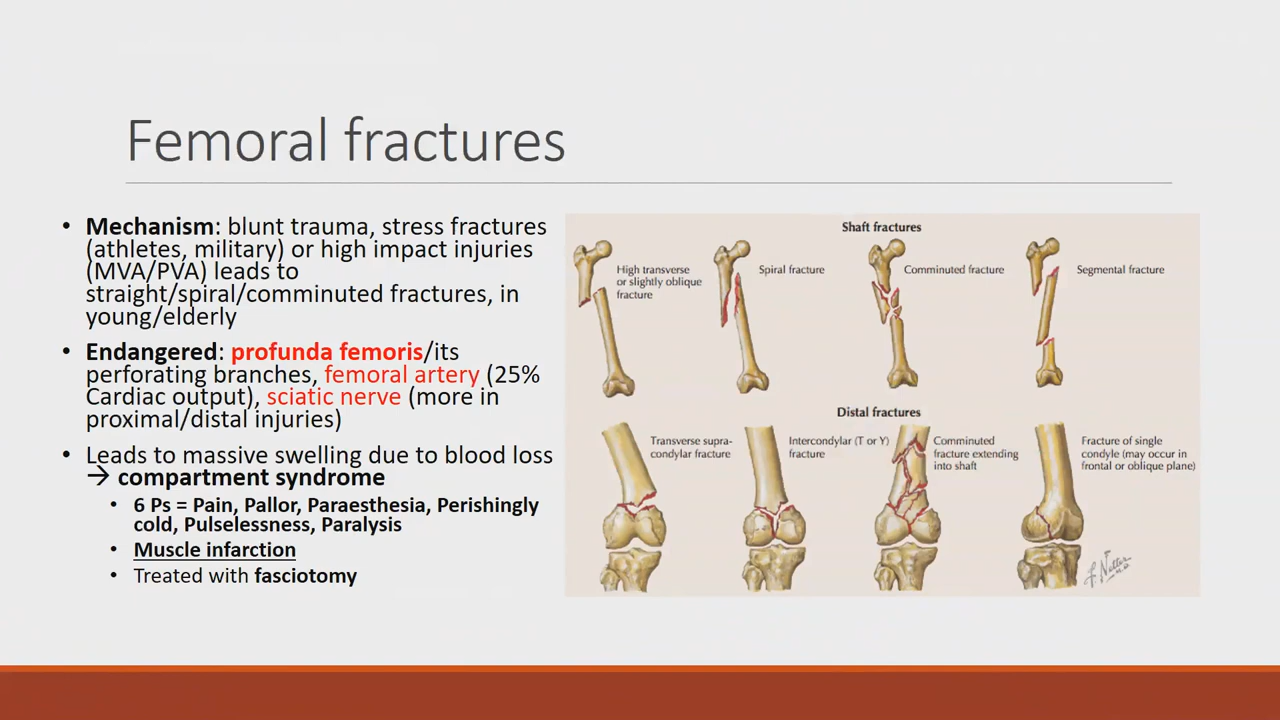 Femoral fractures
• Mechanism: blunt trauma, stress fractures
(athletes, military) or high impact injuries
(MVA/PVA) leads to
straight/spiral/comminuted fractures, in
young/elderly
• Endangered: profunda femoris/its
perforating branches, femoral artery (25%
Cardiac output), sciatic nerve (more in
proximal/distal injuries)
• Leads to massive swelling due to blood loss
→ compartment syndrome
• 6 Ps = Pain, Pallor, Paraesthesia, Perishingly
cold, Pulselessness, Paralysis
• Muscle infarction
• Treated with fasciotomy
Shaft fractures
High transverse
or slightly oblique
fracture
Spiral fracture
Comminuted fracture
Segmental fracture
Distal fractures
Transverse supra-
condylar fracture
Intercondylar (T or Y)
fracture
Comminuted
fracture extending
into shaft
Fracture of single
condyle (may occur in
frontal or oblique plane)
F. Netter
M.D.